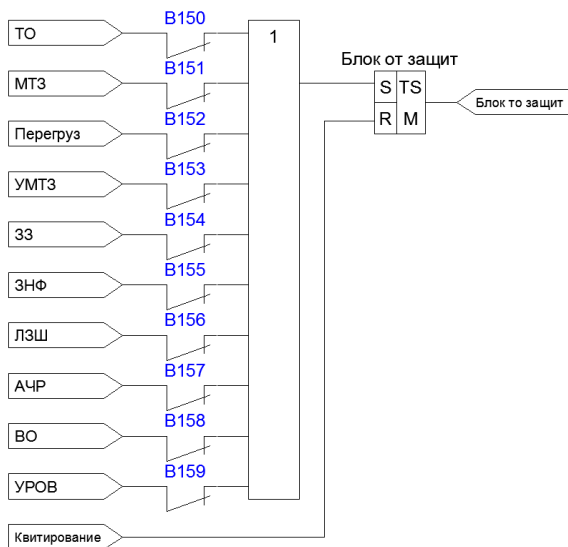 B150
ТО
1
Блок от защит
B151
МТЗ
S TS
Блок то защит
B152
Перегруз
R M
B153
УМТЗ
B154
ЗЗ
B155
ЗНФ
B156
ЛЗШ
B157
АЧР
B158
ВО
B159
УРОВ
Квитирование